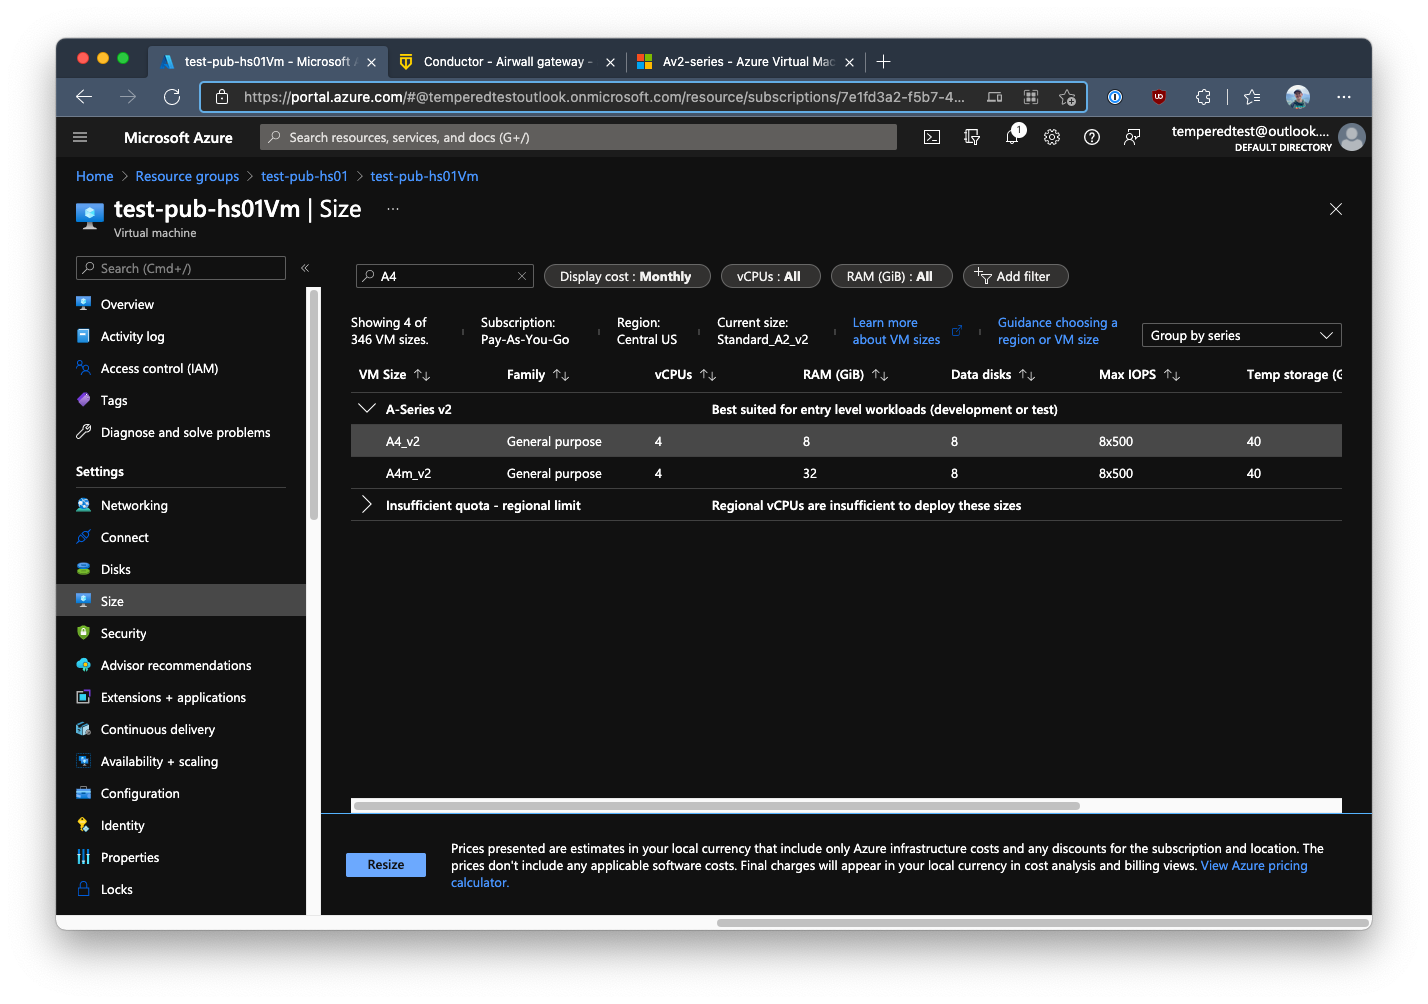 test-pub-hs01Vm - Microsoft A
Conductor - Airwall gateway -
Av2-series - Azure Virtual Mac
https://portal.azure.com/#@temperedtestoutlook.onmicrosoft.com/resource/subscriptions/7e1fd3a2-f5b7-4...
Microsoft Azure
Search resources, services, and docs (G+/)
1
temperedtest@outlook....
DEFAULT DIRECTORY
Home > Resource groups > test-pub-hs01 > test-pub-hs01Vm
test-pub-hs01Vm | Size ...
Virtual machine
Search (Cmd+/)
«
Overview
Activity log
Access control (IAM)
Tags
Diagnose and solve problems
Settings
Networking
Connect
Disks
Size
Security
Advisor recommendations
Extensions + applications
Continuous delivery
Availability + scaling
Configuration
Identity
Properties
Locks
A4
Display cost : Monthly
vCPUs : All
RAM (GiB) : All
Add filter
Showing 4 of
346 VM sizes.
Subscription:
Pay-As-You-Go
Region:
Central US
Current size:
Standard_A2_v2
Learn more
about VM sizes
Guidance choosing a
region or VM size
Group by series
VM Size Family vCPUs RAM (GiB) Data disks Max IOPS Temp storage (G
A-Series v2 Best suited for entry level workloads (development or test)
A4_v2 General purpose 4 8 8 8x500 40
A4m_v2 General purpose 4 32 8 8x500 40
Insufficient quota - regional limit Regional vCPUs are insufficient to deploy these sizes
Resize
Prices presented are estimates in your local currency that include only Azure infrastructure costs and any discounts for the subscription and location. The
prices don't include any applicable software costs. Final charges will appear in your local currency in cost analysis and billing views. View Azure pricing
calculator.